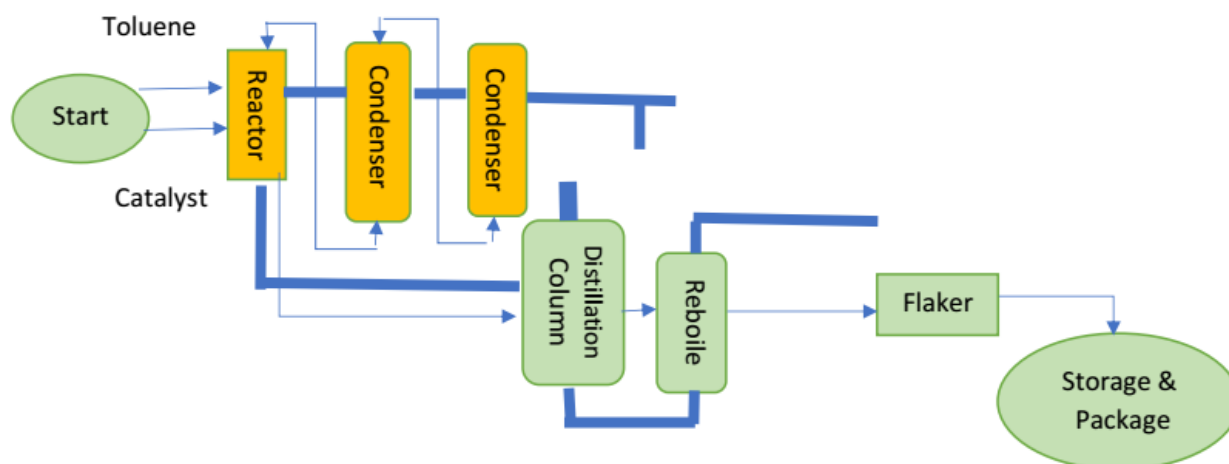 Toluene
Start
Catalyst
Reactor
Condenser
Condenser
Distillation
Column
Reboile
Flaker
Storage &
Package